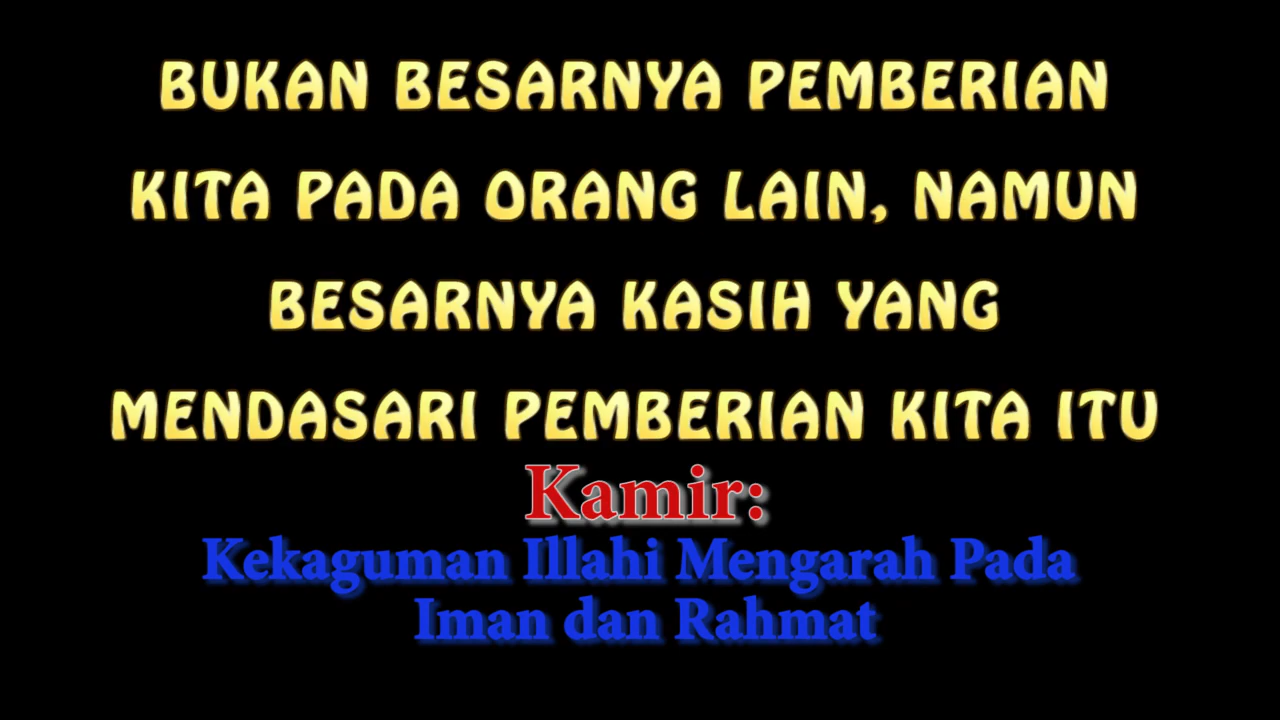 BUKAN BESARNYA PEMBERIAN
KITA PADA ORANG LAIN, NAMUN
BESARNYA KASIH YANG
MENDASARI PEMBERIAN KITA ITU
Kamir:
Kekaguman Illahi Mengarah Pada
Iman dan Rahmat